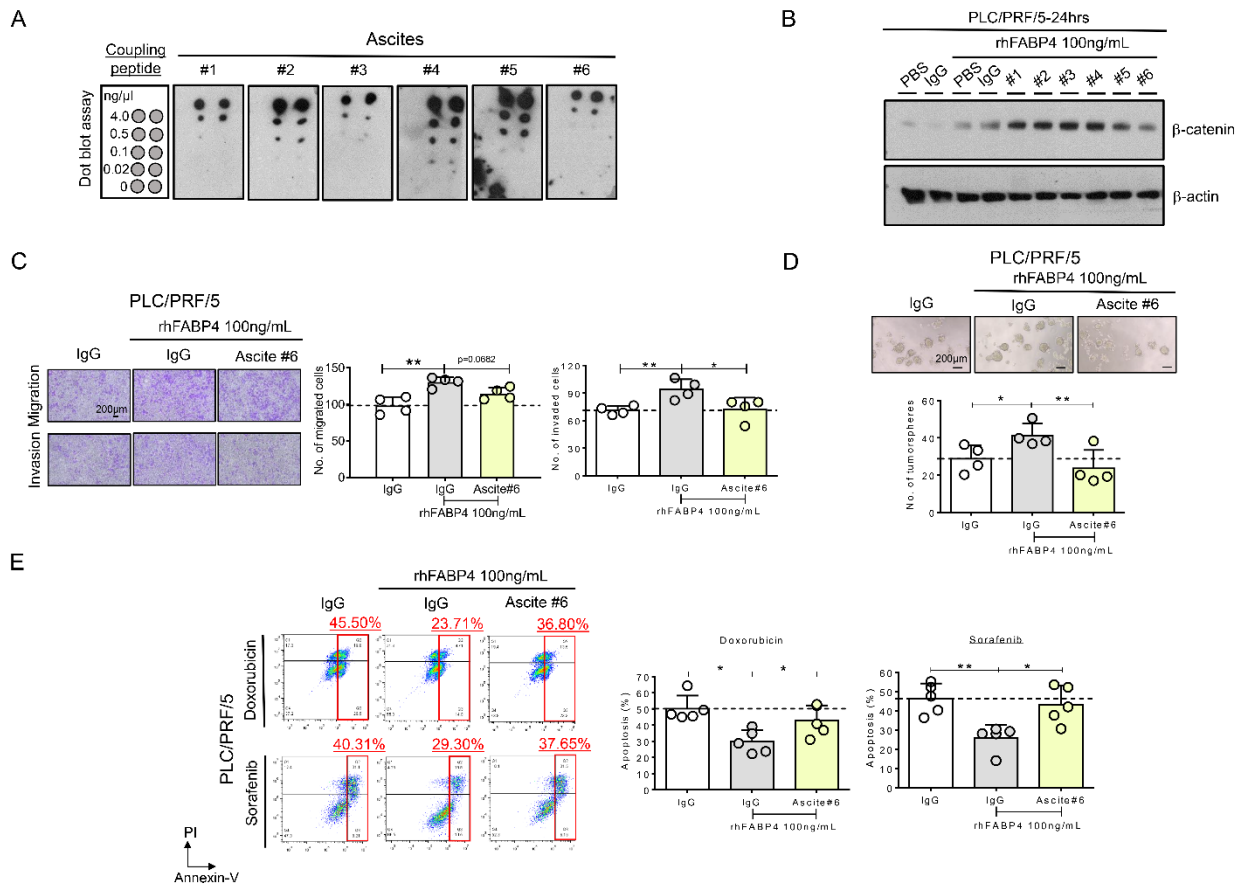 A
Ascites
Coupling
peptide
#1 #2 #3 #4 #5 #6
ng/µl
4.0
0.5
0.1
0.02
0
Dot blot assay
B
PLC/PRF/5-24hrs
rhFABP4 100ng/mL
PBS IgG PBS IgG #1 #2 #3 #4 #5 #6
β-catenin
β-actin
C
PLC/PRF/5
rhFABP4 100ng/mL
IgG IgG Ascite #6
Invasion Migration
200µm
No. of migrated cells
150
100
50
0
** p=0.0682
IgG IgG Ascite#6
rhFABP4 100ng/mL
No. of invaded cells
120
90
60
30
0
** *
IgG IgG Ascite#6
rhFABP4 100ng/mL
D
PLC/PRF/5
rhFABP4 100ng/mL
IgG IgG Ascite #6
200µm
No. of tumorspheres
60
40
20
0
* **
IgG IgG Ascite#6
rhFABP4 100ng/mL
E
rhFABP4 100ng/mL
IgG IgG Ascite #6
45.50% 23.71% 36.80%
PLC/PRF/5
Doxorubicin
40.31% 29.30% 37.65%
Sorafenib
PI
Annexin-V
Doxorubicin
Apoptosis (%)
70
60
50
40
30
20
10
0
* *
IgG IgG Ascite#6
rhFABP4 100ng/mL
Sorafenib
Apoptosis (%)
60
50
40
30
20
10
0
** *
IgG IgG Ascite#6
rhFABP4 100ng/mL